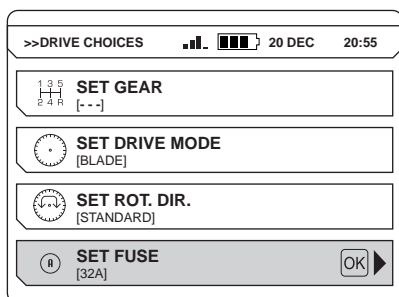 >>DRIVE CHOICES 20 DEC 20:55
1 3 5
2 4 R
SET GEAR
[- - -]
SET DRIVE MODE
[BLADE]
SET ROT. DIR.
[STANDARD]
A
SET FUSE
[32A]
OK